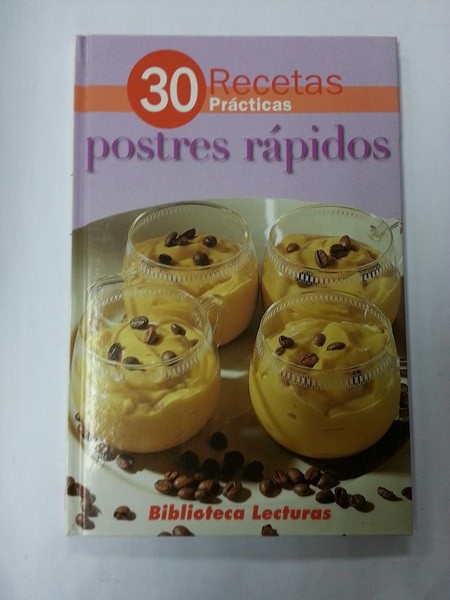 30 Recetas
Prácticas
postres rápidos
Biblioteca Lecturas